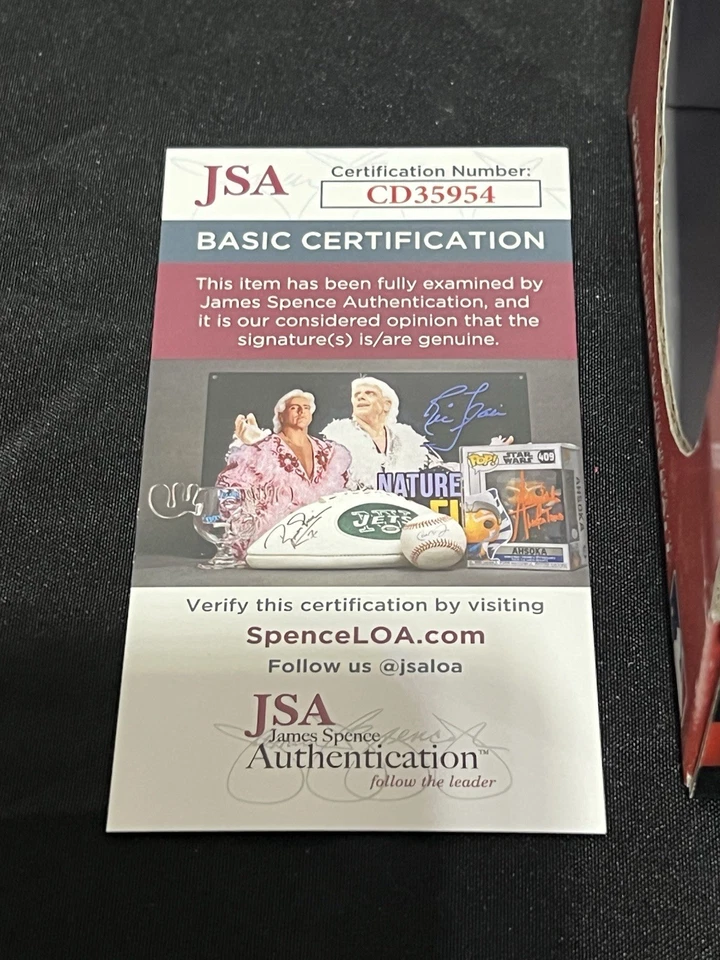 JSA
Certification Number:
CD35954
BASIC CERTIFICATION
This item has been fully examined by
James Spence Authentication, and
it is our considered opinion that the
signature(s) is/are genuine.
NATURE
POP! STAR WARS 409
JETS
AHSOKA
AHSOKA
Verify this certification by visiting
SpenceLOA.com
Follow us @jsaloa
JSA
James Spence
Authentication™
follow the leader